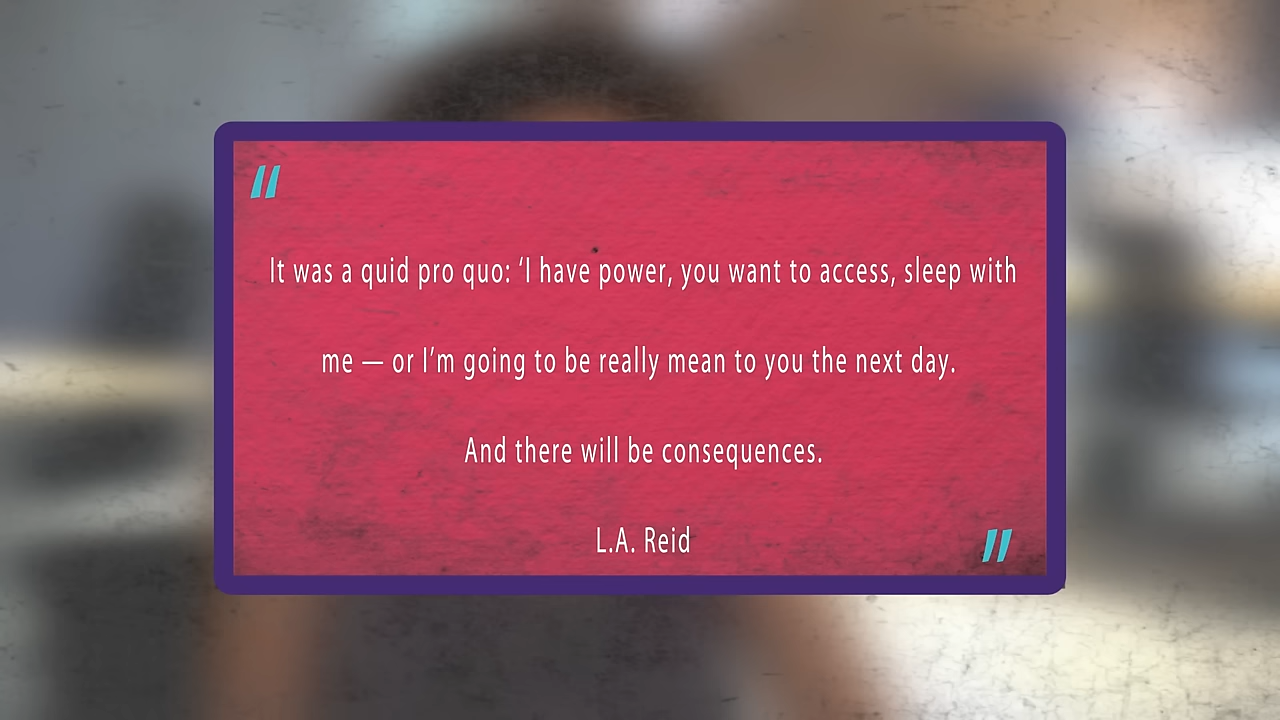 "
It was a quid pro quo: ‘I have power, you want to access, sleep with
me — or I’m going to be really mean to you the next day.
And there will be consequences.
L.A. Reid
"